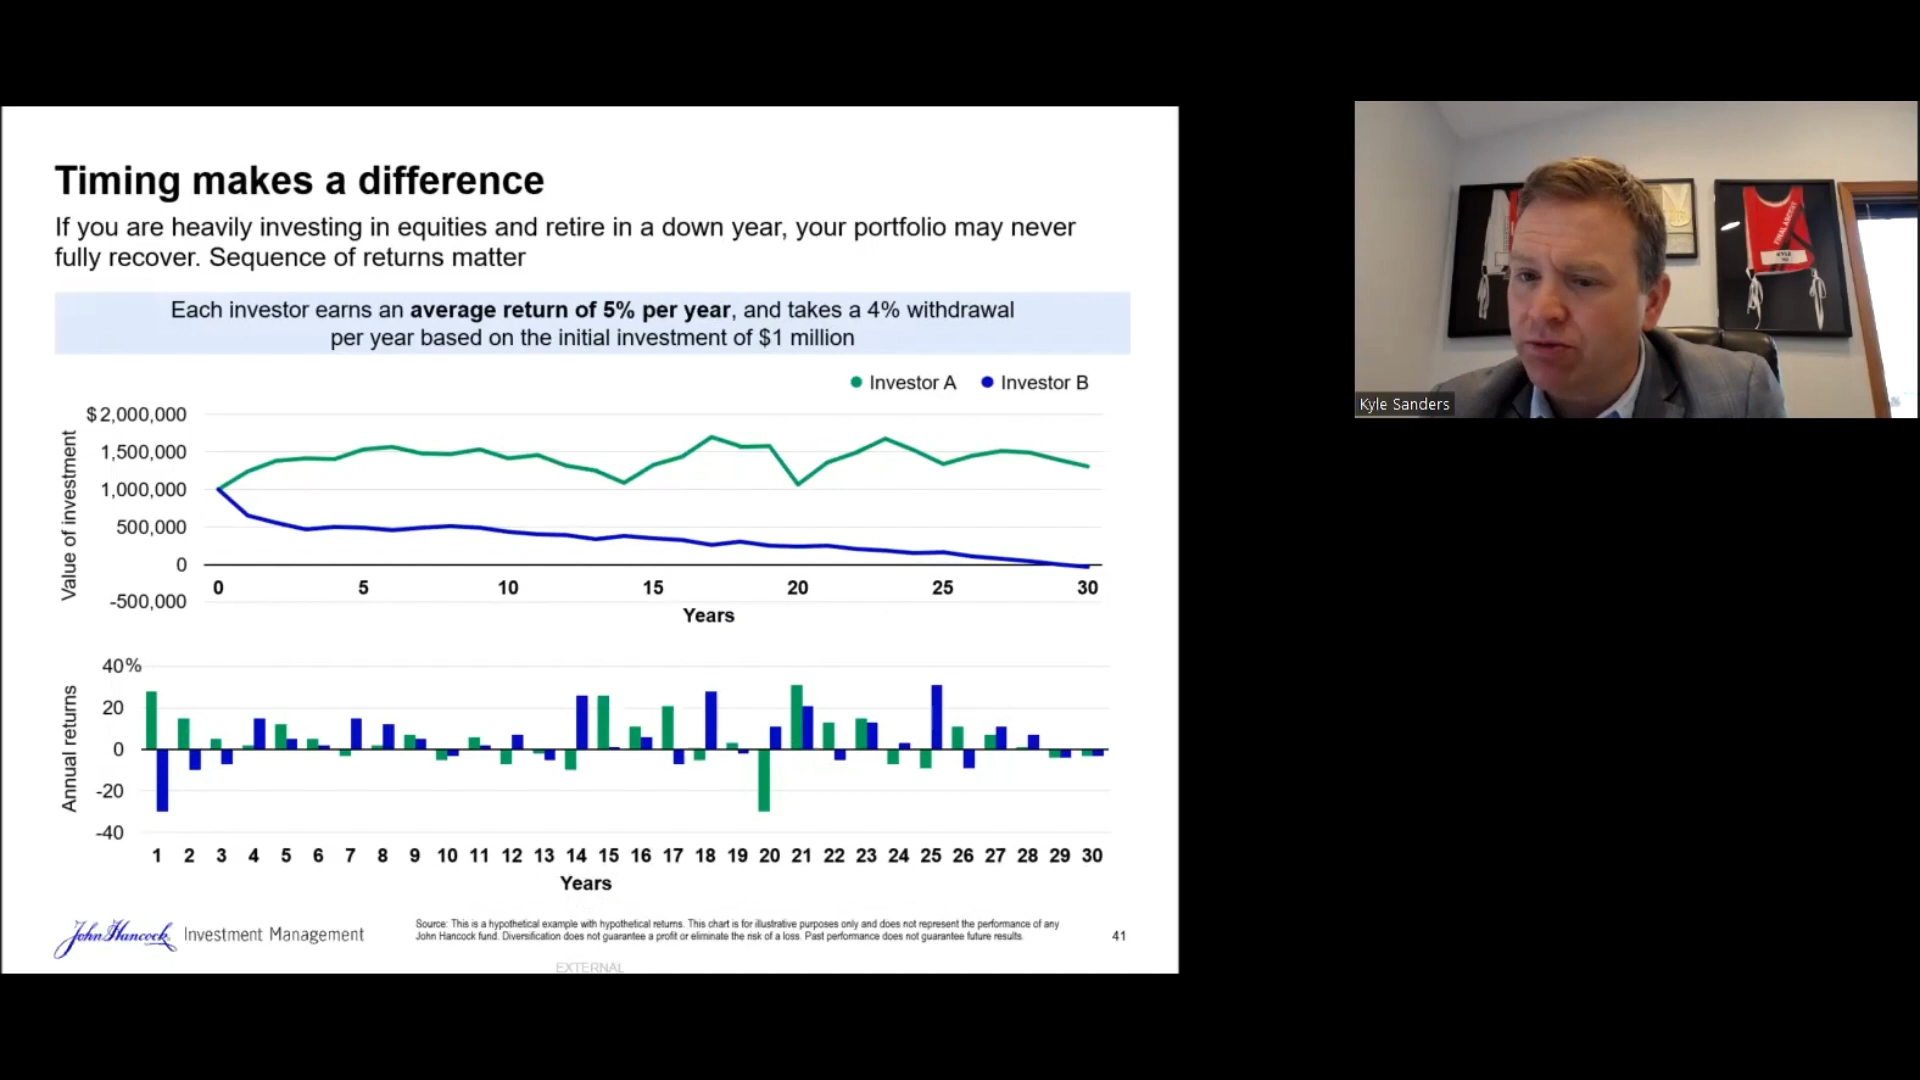 Timing makes a difference
If you are heavily investing in equities and retire in a down year, your portfolio may never
fully recover. Sequence of returns matter
Each investor earns an average return of 5% per year, and takes a 4% withdrawal
per year based on the initial investment of $1 million
Investor A Investor B
Value of investment
$2,000,000
1,500,000
1,000,000
500,000
0
-500,000
0 5 10 15 20 25 30
Years
Annual returns
40%
20
0
-20
-40
1 2 3 4 5 6 7 8 9 10 11 12 13 14 15 16 17 18 19 20 21 22 23 24 25 26 27 28 29 30
Years
John Hancock Investment Management
Source: This is a hypothetical example with hypothetical returns. This chart is for illustrative purposes only and does not represent the performance of any
John Hancock fund. Diversification does not guarantee a profit or eliminate the risk of a loss. Past performance does not guarantee future results.
41
EXTERNAL
Kyle Sanders